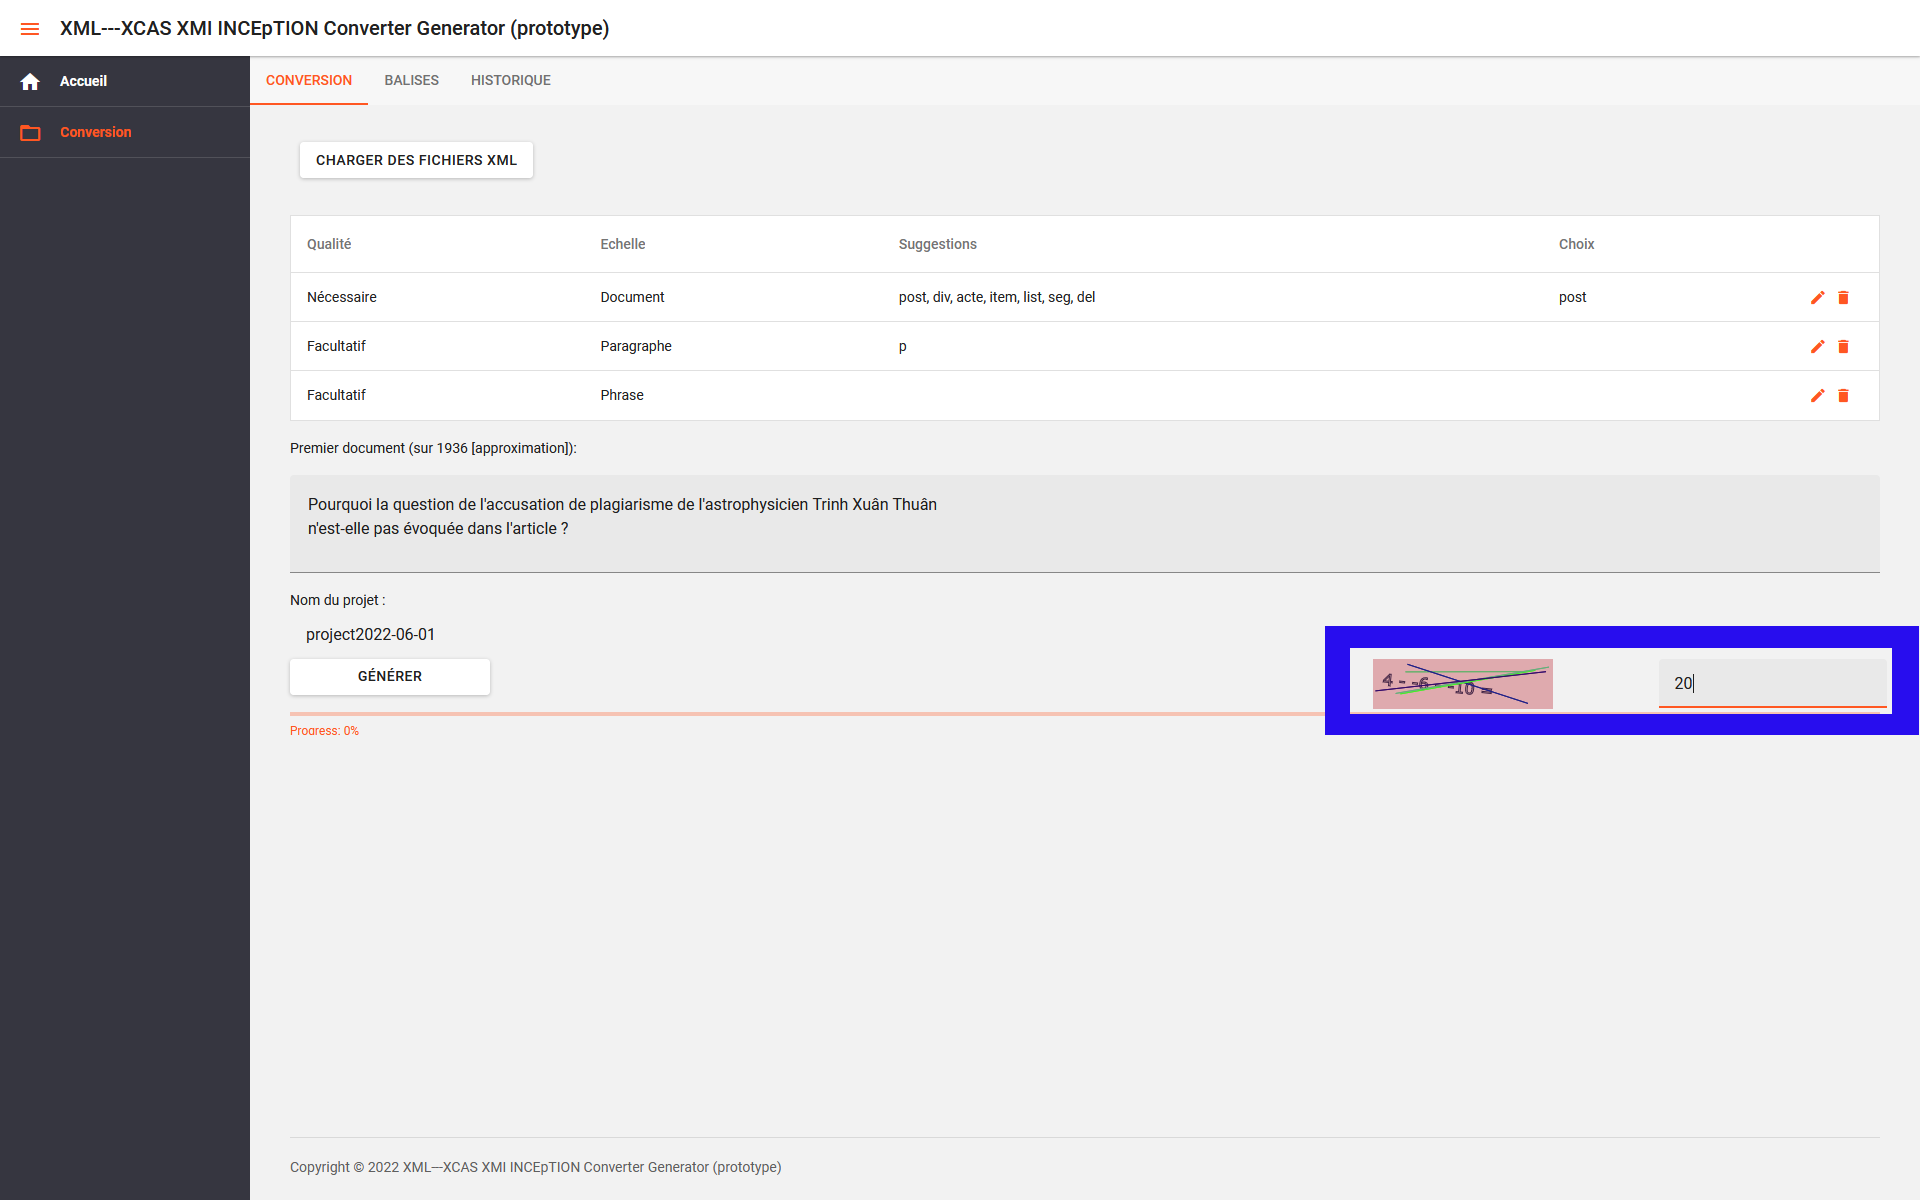 XML---XCAS XMI INCEpTION Converter Generator (prototype)
Accueil
Conversion
CONVERSION BALISES HISTORIQUE
CHARGER DES FICHIERS XML
Qualité Echelle Suggestions Choix
Nécessaire Document post, div, acte, item, list, seg, del post
Facultatif Paragraphe p
Facultatif Phrase
Premier document (sur 1936 [approximation]):
Pourquoi la question de l'accusation de plagiarisme de l'astrophysicien Trinh Xuân Thuân
n'est-elle pas évoquée dans l'article ?
Nom du projet :
project2022-06-01
GÉNÉRER
4 - -6 - -10 =
20
Progress: 0%
Copyright © 2022 XML---XCAS XMI INCEpTION Converter Generator (prototype)